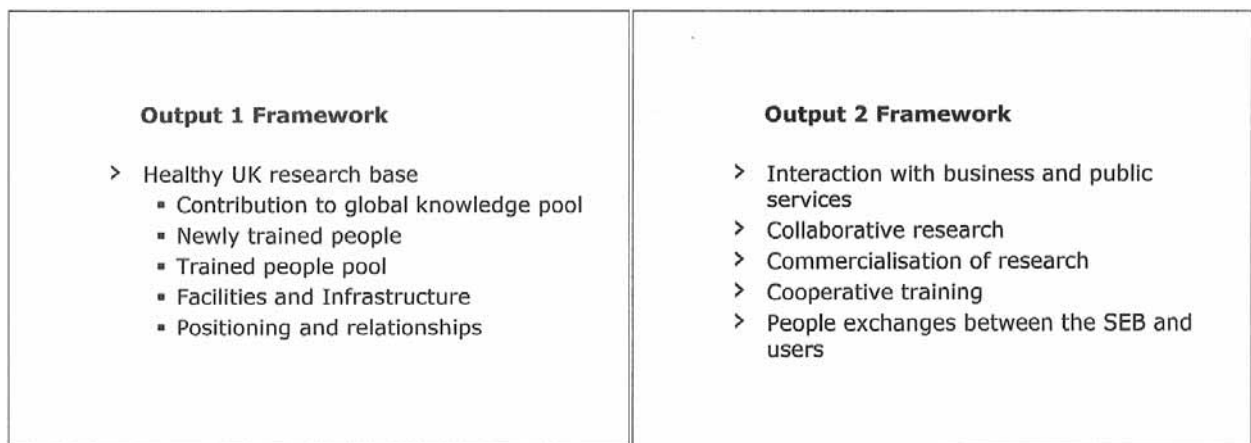 Output 1 Framework
> Healthy UK research base
▪ Contribution to global knowledge pool
▪ Newly trained people
▪ Trained people pool
▪ Facilities and Infrastructure
▪ Positioning and relationships
Output 2 Framework
> Interaction with business and public
services
> Collaborative research
> Commercialisation of research
> Cooperative training
> People exchanges between the SEB and
users